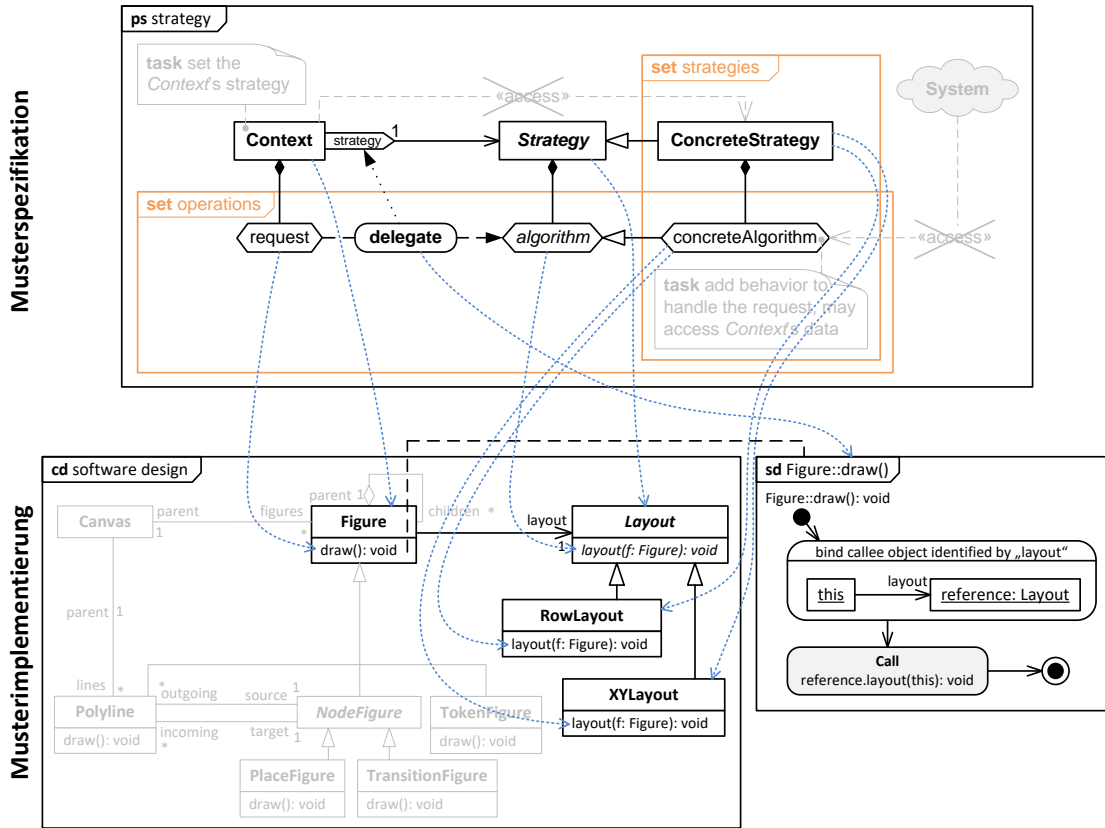 Musterspezifikation
ps strategy
task set the
Context's strategy
«access»
set strategies
System
Context
strategy
1
Strategy
ConcreteStrategy
set operations
request
delegate
algorithm
concreteAlgorithm
«access»
task add behavior to
handle the request; may
access Context's data
Musterimplementierung
cd software design
parent
1
Canvas
parent
1
figures
*
children *
Figure
draw(): void
layout
1
Layout
layout(f: Figure): void
parent
1
RowLayout
layout(f: Figure): void
XYLayout
layout(f: Figure): void
lines
*
*
outgoing
source
1
Polyline
draw(): void
incoming
*
target
1
NodeFigure
TokenFigure
draw(): void
PlaceFigure
draw(): void
TransitionFigure
draw(): void
sd Figure::draw()
Figure::draw(): void
bind callee object identified by „layout“
this
layout
reference: Layout
Call
reference.layout(this): void